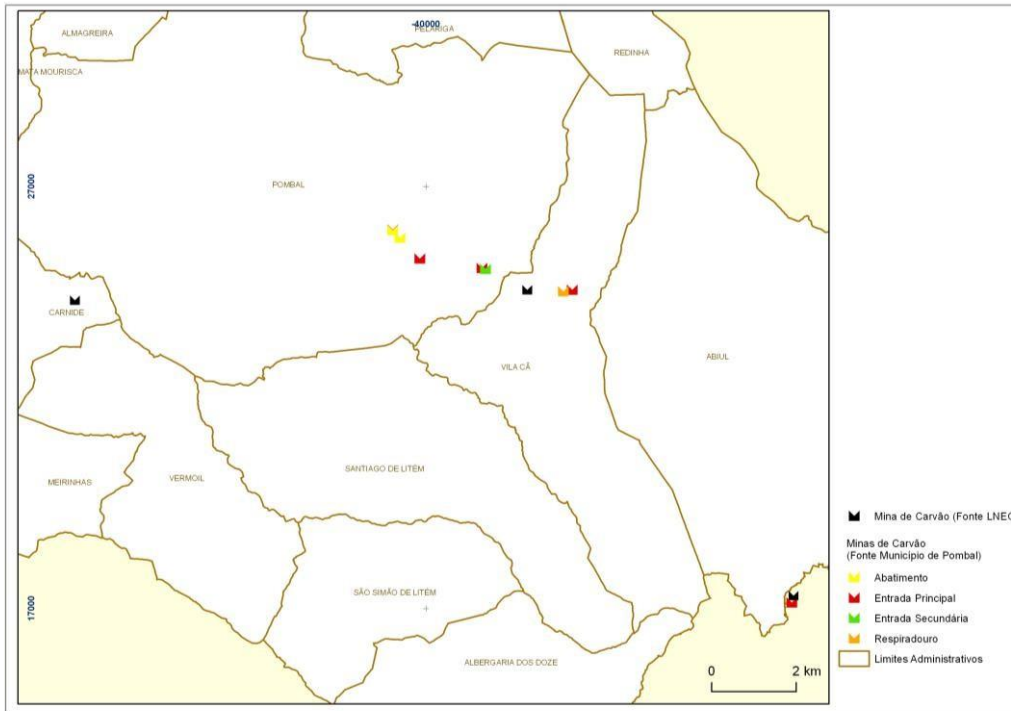 -40000
ALMAGREIRA
PELARIGA
REDINHA
MATA MOURISCA
27000
POMBAL
CARNIDE
VILA CÃ
ABIUL
SANTIAGO DE LITÉM
MEIRINHAS
VERMOIL
17000
SÃO SIMÃO DE LITÉM
ALBERGARIA DOS DOZE
0 2 km
Mina de Carvão (Fonte LNEG
Minas de Carvão
(Fonte Município de Pombal)
Abatimento
Entrada Principal
Entrada Secundária
Respiradouro
Limites Administrativos